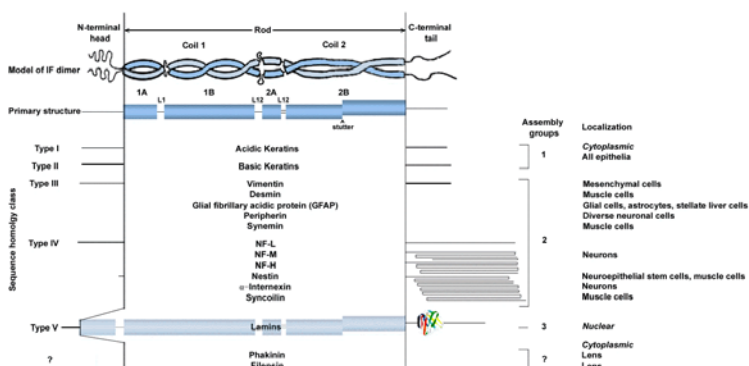 N-terminal head
Rod
C-terminal tail
Coil 1
Coil 2
Model of IF dimer
1A
1B
2A
2B
L1
L12
L12
Primary structure
stutter
Assembly groups
Localization
Sequence homolgy class
Type I
Acidic Keratins
1
Cytoplasmic
All epithelia
Type II
Basic Keratins
Type III
Vimentin
Mesenchymal cells
Desmin
Muscle cells
Glial fibrillary acidic protein (GFAP)
Glial cells, astrocytes, stellate liver cells
Peripherin
Diverse neuronal cells
Synemin
Muscle cells
2
Type IV
NF-L
NF-M
Neurons
NF-H
Nestin
Neuroepithelial stem cells, muscle cells
α-Internexin
Neurons
Syncoilin
Muscle cells
Type V
Lamins
3
Nuclear
Cytoplasmic
?
Phakinin
?
Lens
Filensin
Lens